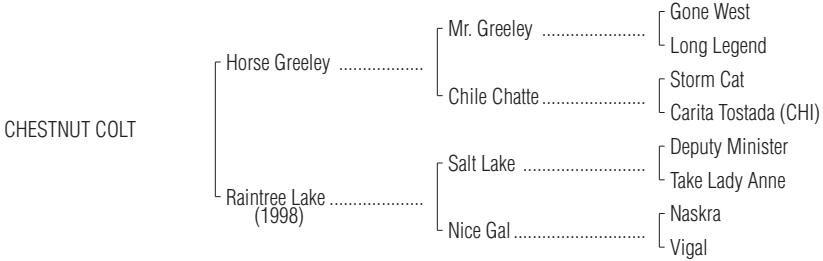 Gone West
Mr. Greeley ......................
Long Legend
Horse Greeley ..................
Storm Cat
Chile Chatte ......................
Carita Tostada (CHI)
CHESTNUT COLT
Deputy Minister
Salt Lake ..........................
Take Lady Anne
Raintree Lake ....................
(1998)
Naskra
Nice Gal ............................
Vigal